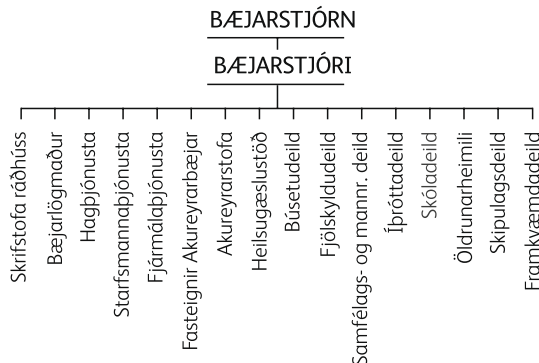 BÆJARSTJÓRN
BÆJARSTJÓRI
Skrifstofa ráðhúss
Bæjarlögmaður
Hagþjónusta
Starfsmannaþjónusta
Fjármálaþjónusta
Fasteignir Akureyrarbæjar
Akureyrarstofa
Heilsugæslustöð
Búsetudeild
Fjölskyldudeild
Samfélags- og mannr. deild
Íþróttadeild
Skóladeild
Öldrunarheimili
Skipulagsdeild
Framkvæmdadeild